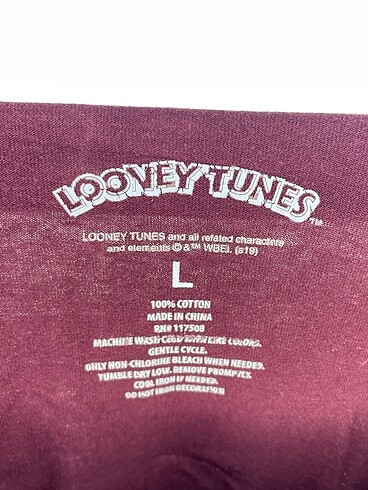 LOONEY TUNES™
LOONEY TUNES and all related characters
and elements © & ™ WBEI. (s19)
L
100% COTTON
MADE IN CHINA
RN# 117508
MACHINE WASH COLD WITH LIKE COLORS.
GENTLE CYCLE.
ONLY NON-CHLORINE BLEACH WHEN NEEDED.
TUMBLE DRY LOW. REMOVE PROMPTLY.
COOL IRON IF NEEDED.
DO NOT IRON DECORATION